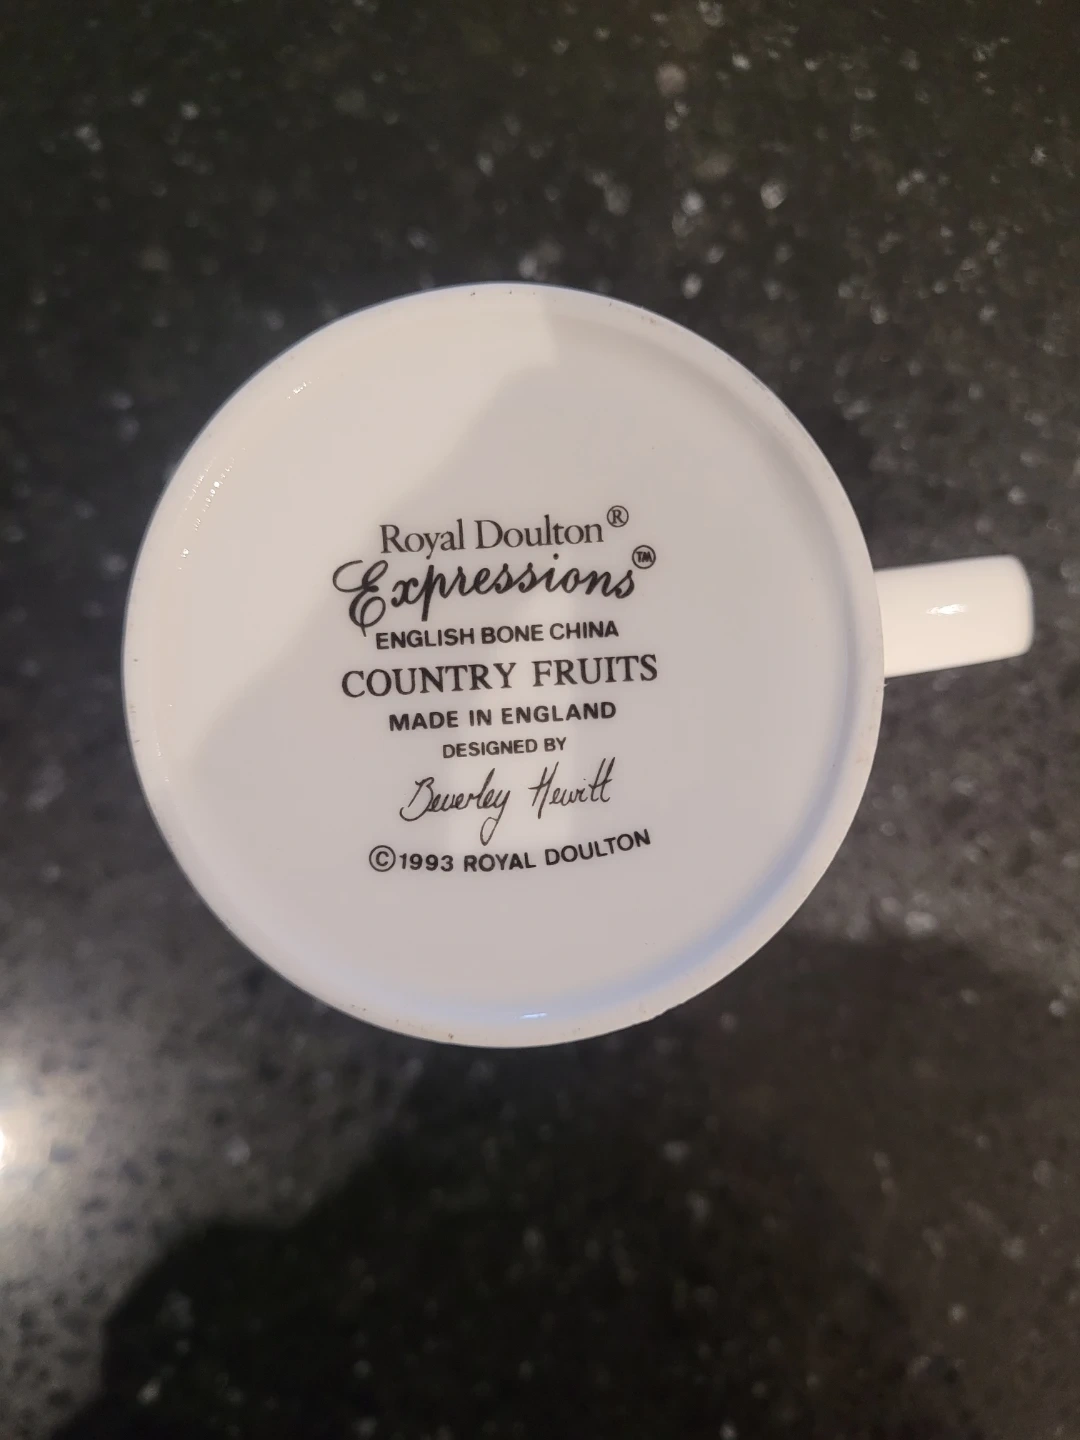 Royal Doulton®
Expressions™
ENGLISH BONE CHINA
COUNTRY FRUITS
MADE IN ENGLAND
DESIGNED BY
Beverley Hewitt
©1993 ROYAL DOULTON